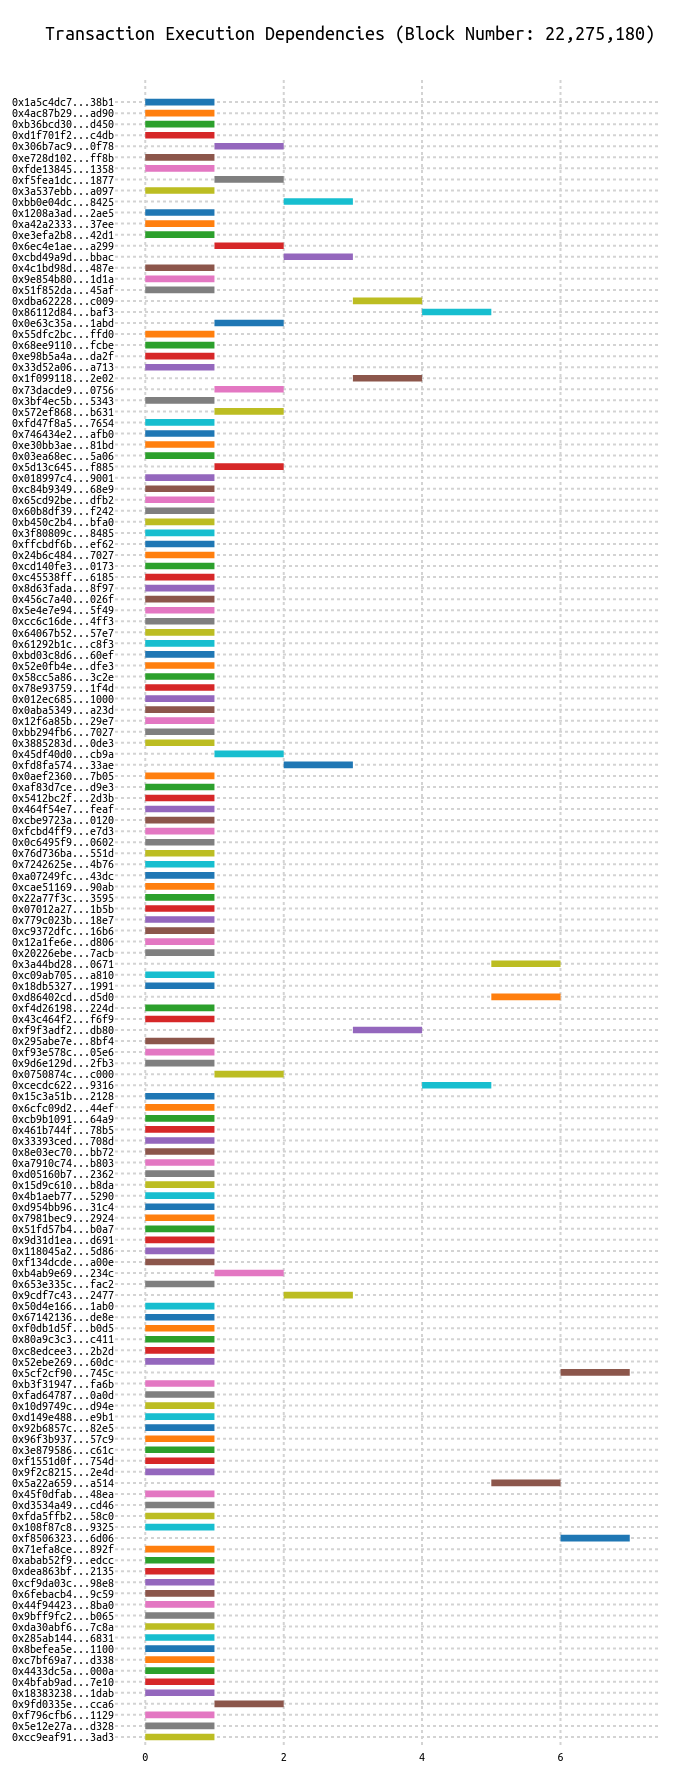 Transaction Execution Dependencies (Block Number: 22,275,180)
0x1a5c4dc7...38b1
0x4ac87b29...ad90
0xb36bcd30...d450
0xd1f701f2...c4db
0x306b7ac9...0f78
0xe728d102...ff8b
0xfde13845...1358
0xf5fea1dc...1877
0x3a537ebb...a097
0xbb0e04dc...8425
0x1208a3ad...2ae5
0xa42a2333...37ee
0xe3efa2b8...42d1
0x6ec4e1ae...a299
0xcbd49a9d...bbac
0x4c1bd98d...487e
0x9e854b80...1d1a
0x51f852da...45af
0xdba62228...c009
0x86112d84...baf3
0x0e63c35a...1abd
0x55dfc2bc...ffd0
0x68ee9110...fcbe
0xe98b5a4a...da2f
0x33d52a06...a713
0x1f099118...2e02
0x73dacde9...0756
0x3bf4ec5b...5343
0x572ef868...b631
0xfd47f8a5...7654
0x746434e2...afb0
0xe30bb3ae...81bd
0x03ea68ec...5a06
0x5d13c645...f885
0x018997c4...9001
0xc84b9349...68e9
0x65cd92be...dfb2
0x60b8df39...f242
0xb450c2b4...bfa0
0x3f80809c...8485
0xffcbdf6b...ef62
0x24b6c484...7027
0xcd140fe3...0173
0xc45538ff...6185
0x8d63fada...8f97
0x456c7a40...026f
0x5e4e7e94...5f49
0xcc6c16de...4ff3
0x64067b52...57e7
0x61292b1c...c8f3
0xbd03c8d6...60ef
0x52e0fb4e...dfe3
0x58cc5a86...3c2e
0x78e93759...1f4d
0x012ec685...1000
0x0aba5349...a23d
0x12f6a85b...29e7
0xbb294fb6...7027
0x3885283d...0de3
0x45df40d0...cb9a
0xfd8fa574...33ae
0x0aef2360...7b05
0xaf83d7ce...d9e3
0x5412bc2f...2d3b
0x464f54e7...feaf
0xcbe9723a...0120
0xfcbd4ff9...e7d3
0x0c6495f9...0602
0x76d736ba...551d
0x7242625e...4b76
0xa07249fc...43dc
0xcae51169...90ab
0x22a77f3c...3595
0x07012a27...1b5b
0x779c023b...18e7
0xc9372dfc...16b6
0x12a1fe6e...d806
0x20226ebe...7acb
0x3a44bd28...0671
0xc09ab705...a810
0x18db5327...1991
0xd86402cd...d5d0
0xf4d26198...224d
0x43c464f2...f6f9
0xf9f3adf2...db80
0x295abe7e...8bf4
0xf93e578c...05e6
0x9d6e129d...2fb3
0x0750874c...c000
0xcecdc622...9316
0x15c3a51b...2128
0x6cfc09d2...44ef
0xcb9b1091...64a9
0x461b744f...78b5
0x33393ced...708d
0x8e03ec70...bb72
0xa7910c74...b803
0xd05160b7...2362
0x15d9c610...b8da
0x4b1aeb77...5290
0xd954bb96...31c4
0x7981bec9...2924
0x51fd57b4...b0a7
0x9d31d1ea...d691
0x118045a2...5d86
0xf134dcde...a00e
0xb4ab9e69...234c
0x653e335c...fac2
0x9cdf7c43...2477
0x50d4e166...1ab0
0x67142136...de8e
0xf0db1d5f...b0d5
0x80a9c3c3...c411
0xc8edcee3...2b2d
0x52ebe269...60dc
0x5cf2cf90...745c
0xb3f31947...fa6b
0xfad64787...0a0d
0x10d9749c...d94e
0xd149e488...e9b1
0x92b6857c...82e5
0x96f3b937...57c9
0x3e879586...c61c
0xf1551d0f...754d
0x9f2c8215...2e4d
0x5a22a659...a514
0x45f0dfab...48ea
0xd3534a49...cd46
0xfda5ffb2...58c0
0x108f87c8...9325
0xf8506323...6d06
0x71efa8ce...892f
0xabab52f9...edcc
0xdea863bf...2135
0xcf9da03c...98e8
0x6febacb4...9c59
0x44f94423...8ba0
0x9bff9fc2...b065
0xda30abf6...7c8a
0x285ab144...6831
0x8befea5e...1100
0xc7bf69a7...d338
0x4433dc5a...000a
0x4bfab9ad...7e10
0x18383238...1dab
0x9fd0335e...cca6
0xf796cfb6...1129
0x5e12e27a...d328
0xcc9eaf91...3ad3
0 2 4 6